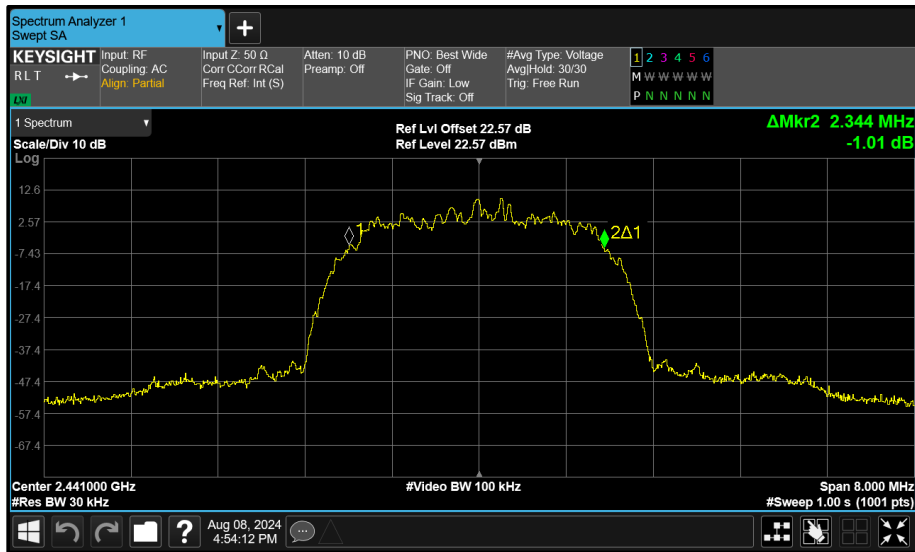 Spectrum Analyzer 1
Swept SA
KEYSIGHT
R L T
LXI
Input: RF
Coupling: AC
Align: Partial
Input Z: 50 Ω
Corr CCorr RCal
Freq Ref: Int (S)
Atten: 10 dB
Preamp: Off
PNO: Best Wide
Gate: Off
IF Gain: Low
Sig Track: Off
#Avg Type: Voltage
Avg|Hold: 30/30
Trig: Free Run
1 2 3 4 5 6
M W W W W W
P N N N N N
1 Spectrum
Scale/Div 10 dB
Ref Lvl Offset 22.57 dB
Ref Level 22.57 dBm
ΔMkr2 2.344 MHz
-1.01 dB
Log
12.6
2.57
-7.43
-17.4
-27.4
-37.4
-47.4
-57.4
-67.4
1
2Δ1
Center 2.441000 GHz
#Video BW 100 kHz
Span 8.000 MHz
#Res BW 30 kHz
#Sweep 1.00 s (1001 pts)
?
Aug 08, 2024
4:54:12 PM